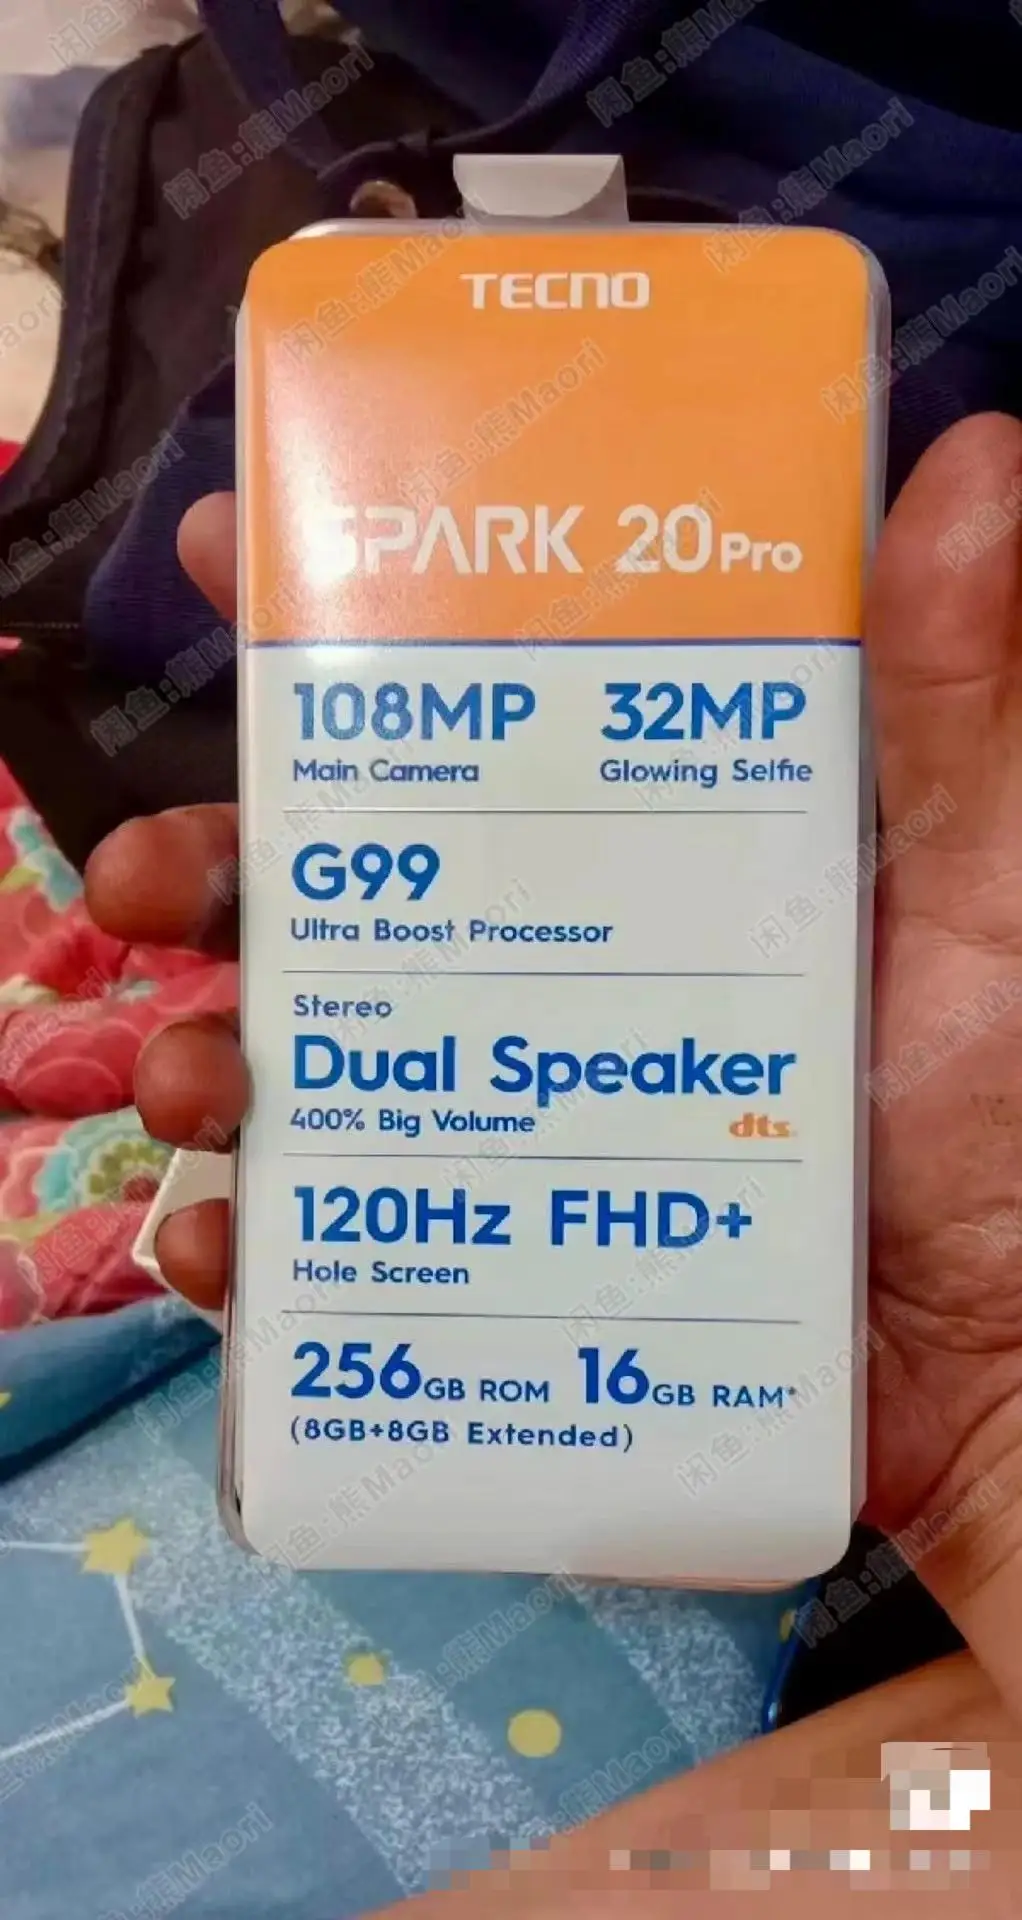 TECNO
SPARK 20 Pro
108MP 32MP
Main Camera Glowing Selfie
G99
Ultra Boost Processor
Stereo
Dual Speaker
400% Big Volume dts
120Hz FHD+
Hole Screen
256GB ROM 16GB RAM*
(8GB+8GB Extended)
闲鱼:熊Maori